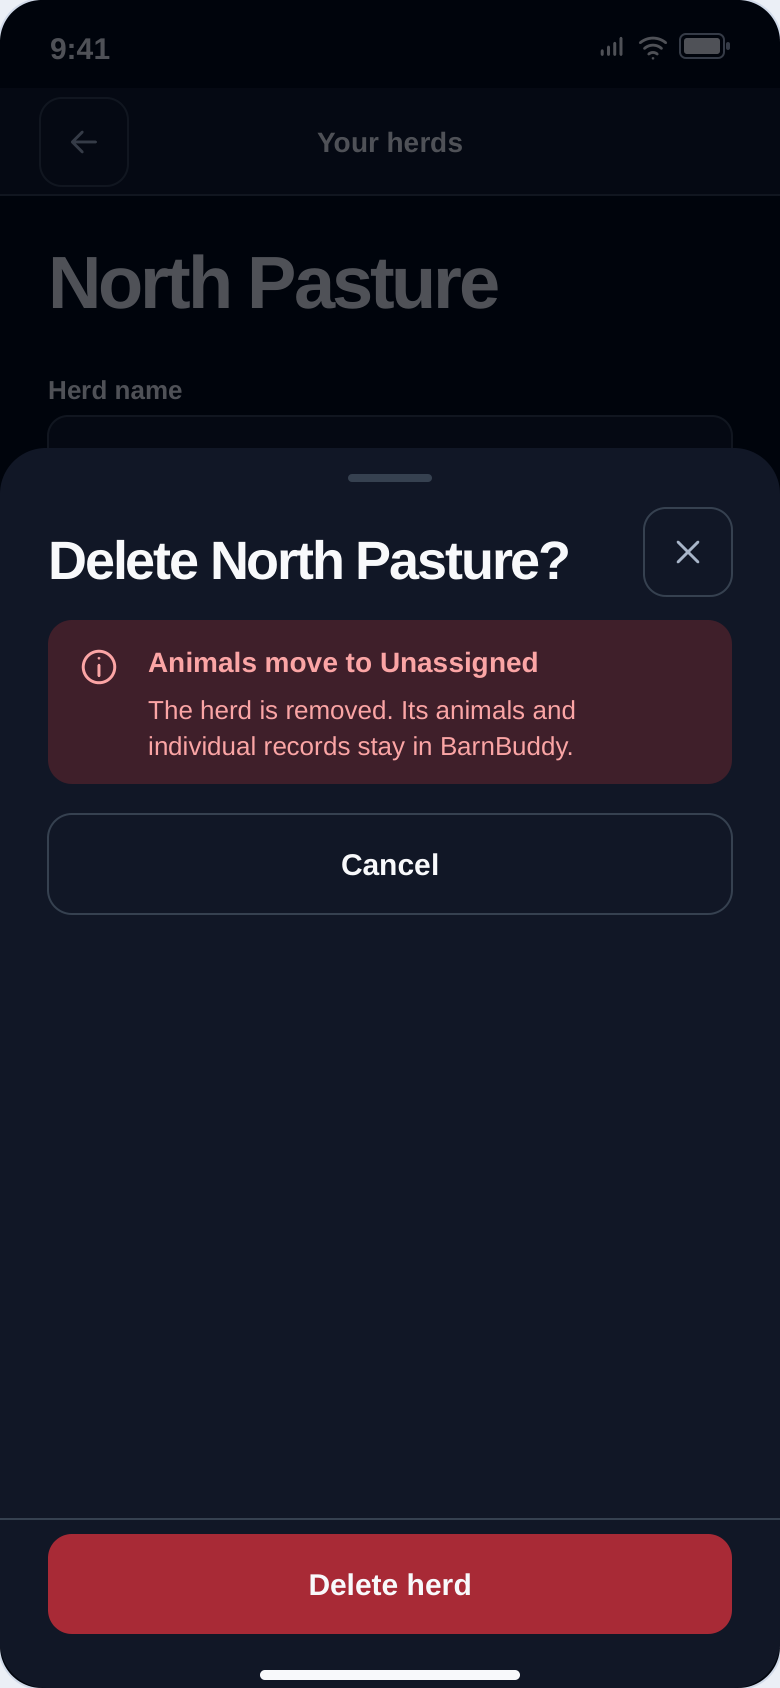 9:41
Your herds
North Pasture
Herd name
Delete North Pasture?
Animals move to Unassigned
The herd is removed. Its animals and
individual records stay in BarnBuddy.
Cancel
Delete herd